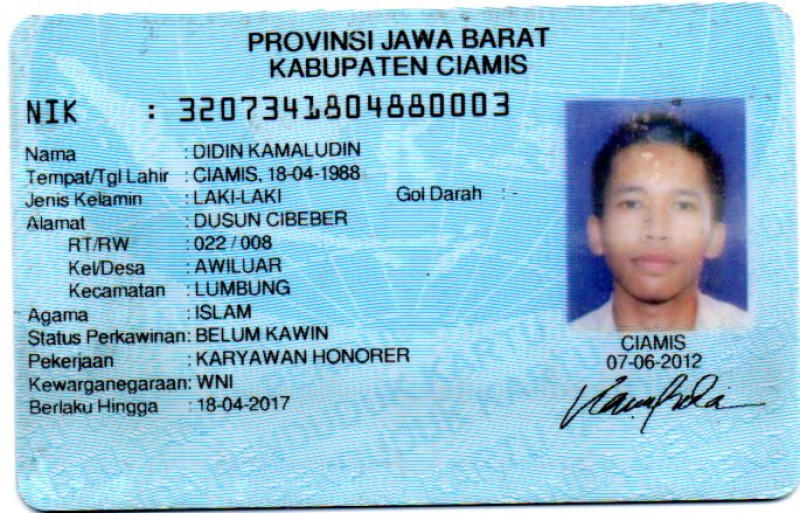 PROVINSI JAWA BARAT
KABUPATEN CIAMIS
NIK : 3207341804880003
Nama : DIDIN KAMALUDIN
Tempat/Tgl Lahir : CIAMIS, 18-04-1988
Jenis Kelamin : LAKI-LAKI Gol Darah : -
Alamat : DUSUN CIBEBER
RT/RW : 022 / 008
Kel/Desa : AWILUAR
Kecamatan : LUMBUNG
Agama : ISLAM
Status Perkawinan: BELUM KAWIN
Pekerjaan : KARYAWAN HONORER
Kewarganegaraan: WNI
Berlaku Hingga : 18-04-2017
CIAMIS
07-06-2012